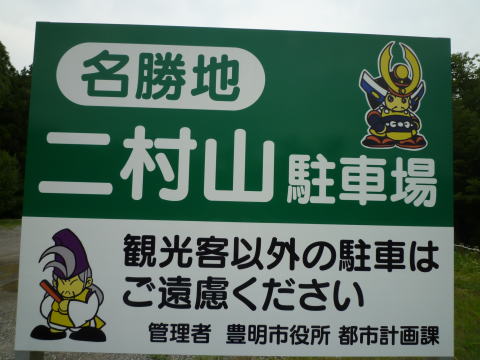 名勝地
二村山 駐車場
観光客以外の駐車は
ご遠慮ください
管理者 豊明市役所 都市計画課